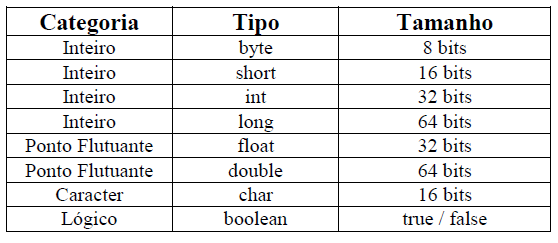 Categoria Tipo Tamanho
Inteiro byte 8 bits
Inteiro short 16 bits
Inteiro int 32 bits
Inteiro long 64 bits
Ponto Flutuante float 32 bits
Ponto Flutuante double 64 bits
Caracter char 16 bits
Lógico boolean true / false